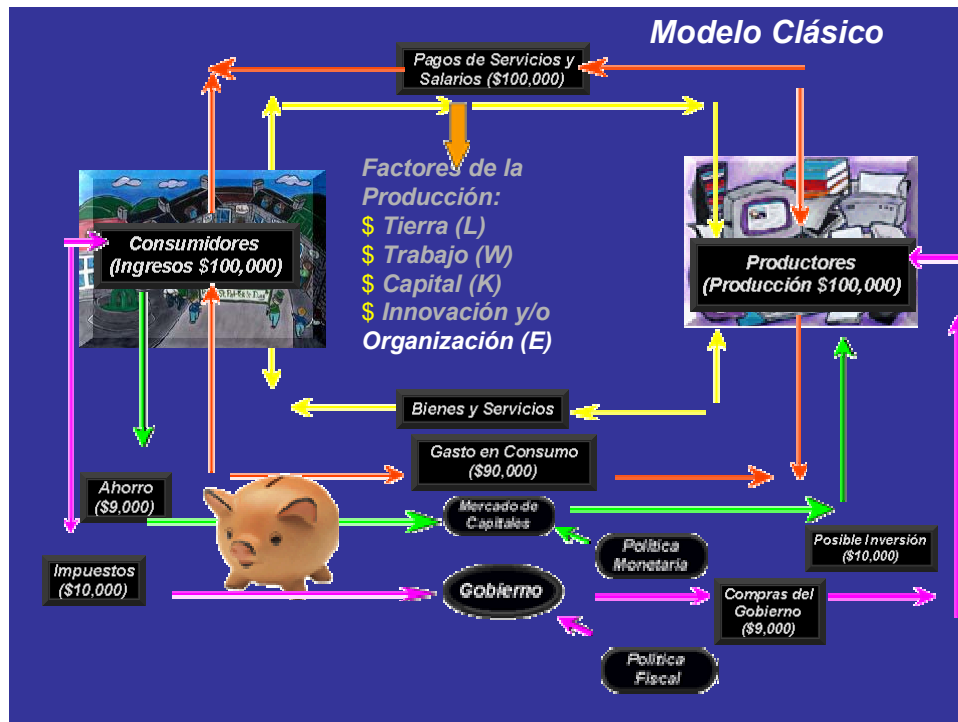 Modelo Clásico
Pagos de Servicios y
Salarios ($100,000)
Factores de la
Producción:
$ Tierra (L)
$ Trabajo (W)
$ Capital (K)
$ Innovación y/o
Organización (E)
Consumidores
(Ingresos $100,000)
Productores
(Producción $100,000)
Bienes y Servicios
Gasto en Consumo
($90,000)
Ahorro
($9,000)
Mercado de
Capitales
Política
Monetaria
Posible Inversión
($10,000)
Impuestos
($10,000)
Gobierno
Compras del
Gobierno
($9,000)
Política
Fiscal